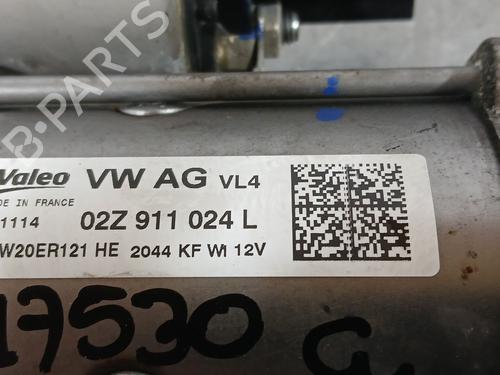 B-PARTS
Valeo VW AG VL4
DE IN FRANCE
1114 02Z 911 024 L
W20ER121 HE 2044 KF WI 12V
17530 G